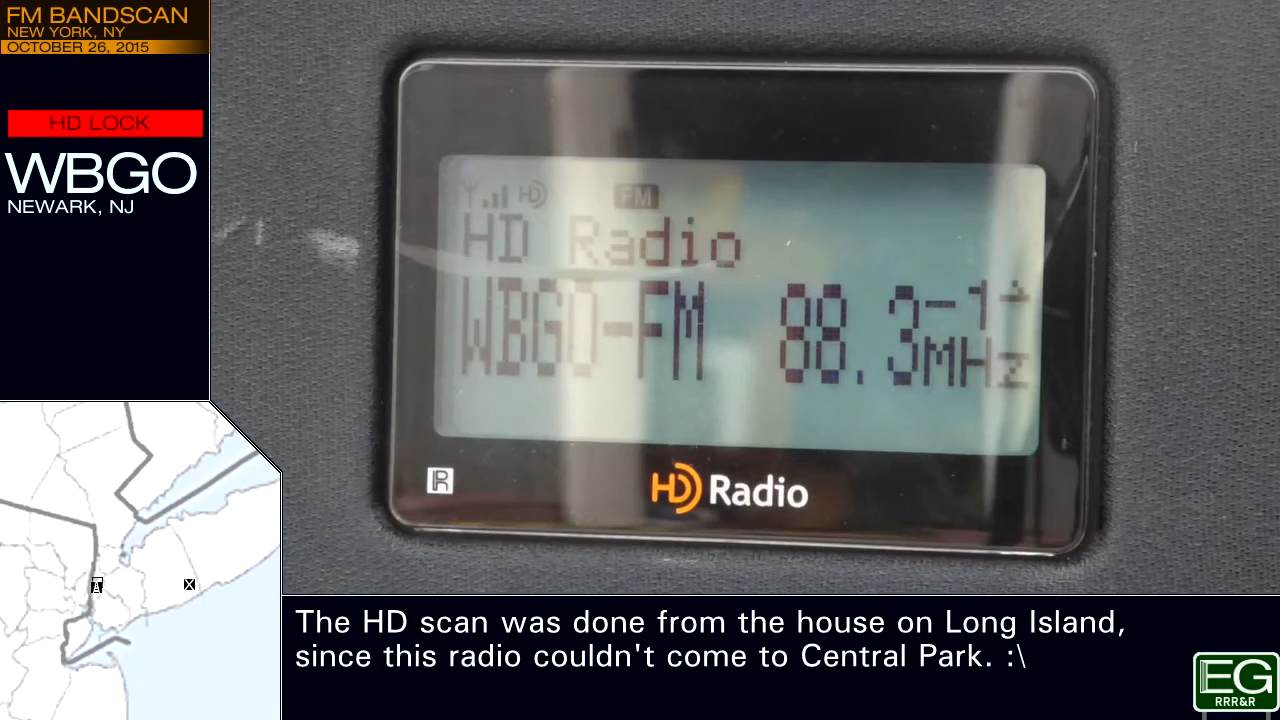 FM BANDSCAN
NEW YORK, NY
OCTOBER 26, 2015
HD LOCK
WBGO
NEWARK, NJ
HD FM
HD Radio
WBGO-FM 88.3-1 MHz
R
HD Radio
The HD scan was done from the house on Long Island,
since this radio couldn't come to Central Park. :\
EG
RRR&R